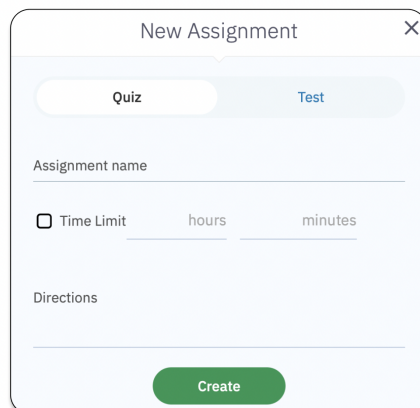 New Assignment
Quiz Test
Assignment name
Time Limit hours minutes
Directions
Create